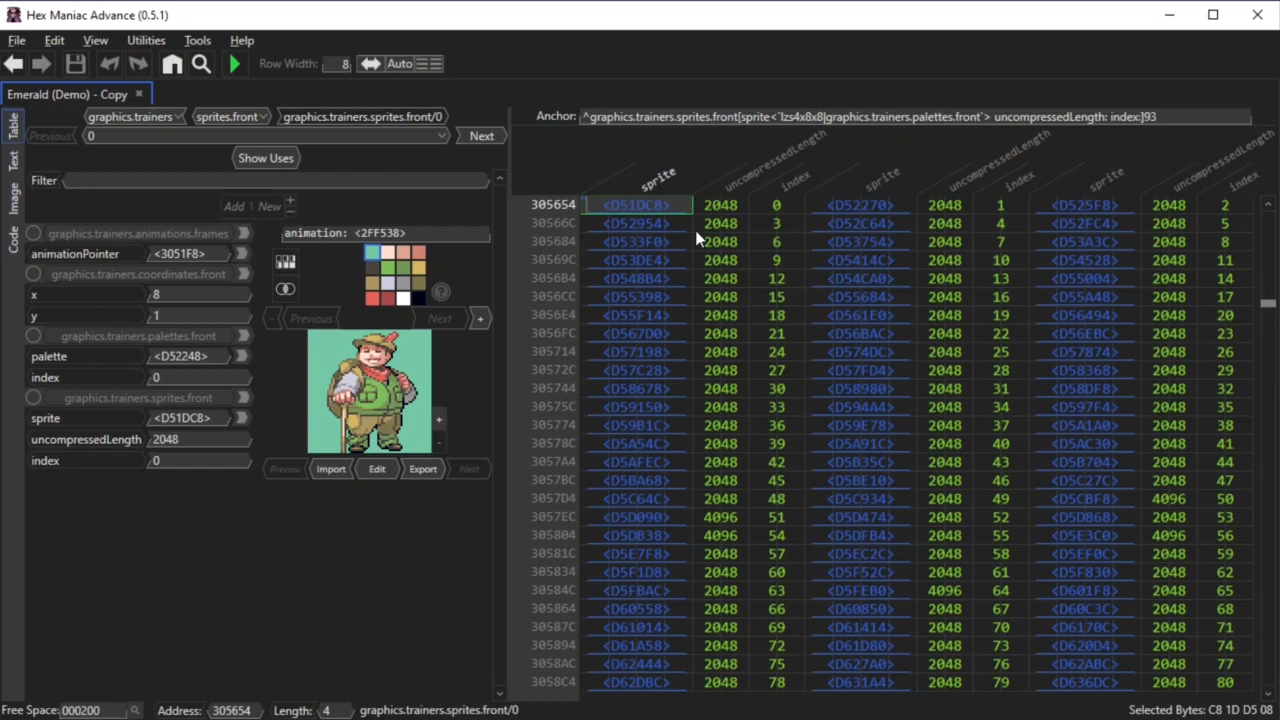 Hex Maniac Advance (0.5.1)
File Edit View Utilities Tools Help
Row Width: 8 Auto
Emerald (Demo) - Copy
Table
Text
Image
Code
graphics.trainers sprites.front graphics.trainers.sprites.front/0
Previous 0 Next
Show Uses
Filter
Add 1 New
graphics.trainers.animations.frames
animationPointer <3051F8>
graphics.trainers.coordinates.front
x 8
y 1
graphics.trainers.palettes.front
palette <D52248>
index 0
graphics.trainers.sprites.front
sprite <D51DC8>
uncompressedLength 2048
index 0
animation: <2FF538>
Previous Next
Import Edit Export Next
Anchor: ^graphics.trainers.sprites.front[sprite<`lzs4x8x8|graphics.trainers.palettes.front`> uncompressedLength: index:]93
sprite uncompressedLength index sprite uncompressedLength index sprite uncompressedLength index
305654 <D51DC8> 2048 0 <D52270> 2048 1 <D525F8> 2048 2
30566C <D52954> 2048 3 <D52C64> 2048 4 <D52FC4> 2048 5
305684 <D533F0> 2048 6 <D53754> 2048 7 <D53A3C> 2048 8
30569C <D53DE4> 2048 9 <D5414C> 2048 10 <D54528> 2048 11
3056B4 <D548B4> 2048 12 <D54CA0> 2048 13 <D55004> 2048 14
3056CC <D55398> 2048 15 <D55684> 2048 16 <D55A48> 2048 17
3056E4 <D55F14> 2048 18 <D561E0> 2048 19 <D56494> 2048 20
3056FC <D567D0> 2048 21 <D56BAC> 2048 22 <D56EBC> 2048 23
305714 <D57198> 2048 24 <D574DC> 2048 25 <D57874> 2048 26
30572C <D57C28> 2048 27 <D57FD4> 2048 28 <D58368> 2048 29
305744 <D58678> 2048 30 <D58980> 2048 31 <D58DF8> 2048 32
30575C <D59150> 2048 33 <D594A4> 2048 34 <D597F4> 2048 35
305774 <D59B1C> 2048 36 <D59E78> 2048 37 <D5A1A0> 2048 38
30578C <D5A54C> 2048 39 <D5A91C> 2048 40 <D5AC30> 2048 41
3057A4 <D5AFEC> 2048 42 <D5B35C> 2048 43 <D5B704> 2048 44
3057BC <D5BA68> 2048 45 <D5BE10> 2048 46 <D5C27C> 2048 47
3057D4 <D5C64C> 2048 48 <D5C934> 2048 49 <D5CBF8> 4096 50
3057EC <D5D090> 4096 51 <D5D474> 2048 52 <D5D868> 2048 53
305804 <D5DB38> 4096 54 <D5DFB4> 2048 55 <D5E3C0> 4096 56
30581C <D5E7F8> 2048 57 <D5EC2C> 2048 58 <D5EF0C> 2048 59
305834 <D5F1D8> 2048 60 <D5F52C> 2048 61 <D5F830> 2048 62
30584C <D5FBAC> 2048 63 <D5FEB0> 4096 64 <D601F8> 2048 65
305864 <D60558> 2048 66 <D60850> 2048 67 <D60C3C> 2048 68
30587C <D61014> 2048 69 <D61414> 2048 70 <D6170C> 2048 71
305894 <D61A58> 2048 72 <D61D80> 2048 73 <D620D4> 2048 74
3058AC <D62444> 2048 75 <D627A0> 2048 76 <D62ABC> 2048 77
3058C4 <D62DBC> 2048 78 <D631A4> 2048 79 <D636DC> 2048 80
Free Space: 000200 Address: 305654 Length: 4 graphics.trainers.sprites.front/0 Selected Bytes: C8 1D D5 08